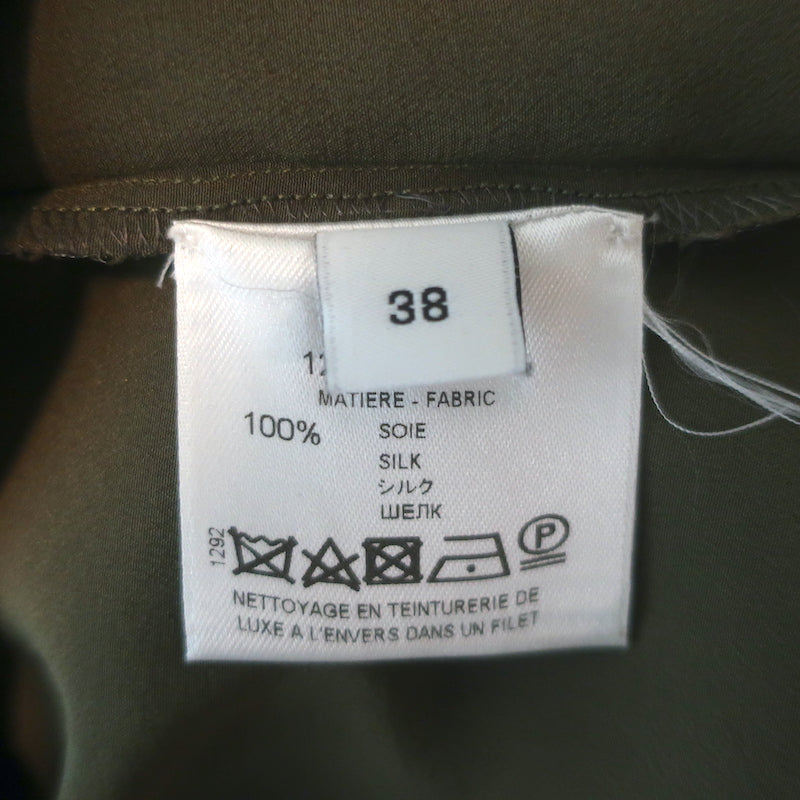 38
12
MATIERE - FABRIC
100% SOIE
SILK
シルク
ШЕЛК
1292
P
NETTOYAGE EN TEINTURERIE DE
LUXE A L'ENVERS DANS UN FILET